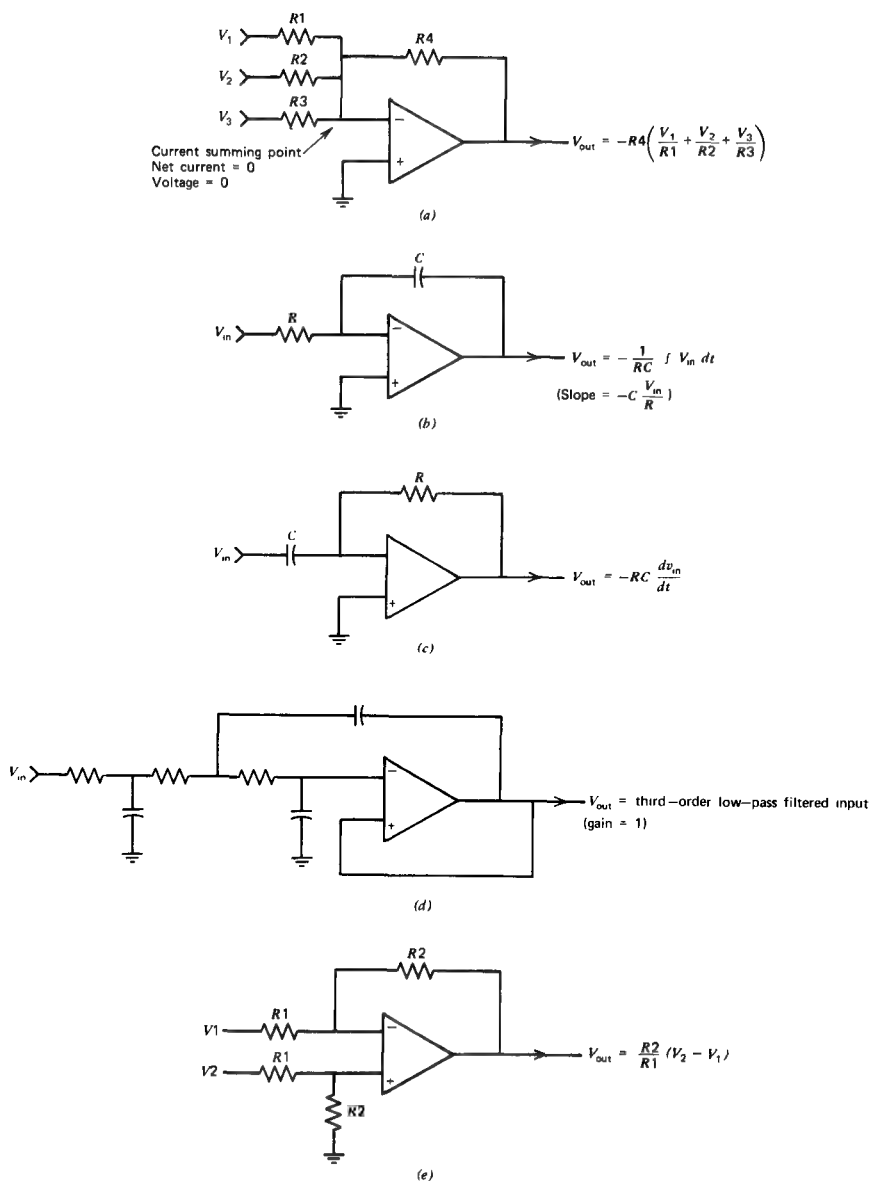 V1
R1
R4
V2
R2
V3
R3
−
+
Current summing point
Net current = 0
Voltage = 0
Vout = −R4(V1/R1 + V2/R2 + V3/R3)
(a)
C
Vin
R
−
+
Vout = − 1/RC ∫ Vin dt
(Slope = −C Vin/R )
(b)
R
Vin
C
+
Vout = −RC dvin/dt
(c)
Vin
−
+
Vout = third−order low−pass filtered input
(gain = 1)
(d)
R2
V1
R1
−
V2
R1
+
R2
Vout = R2/R1 (V2 − V1)
(e)